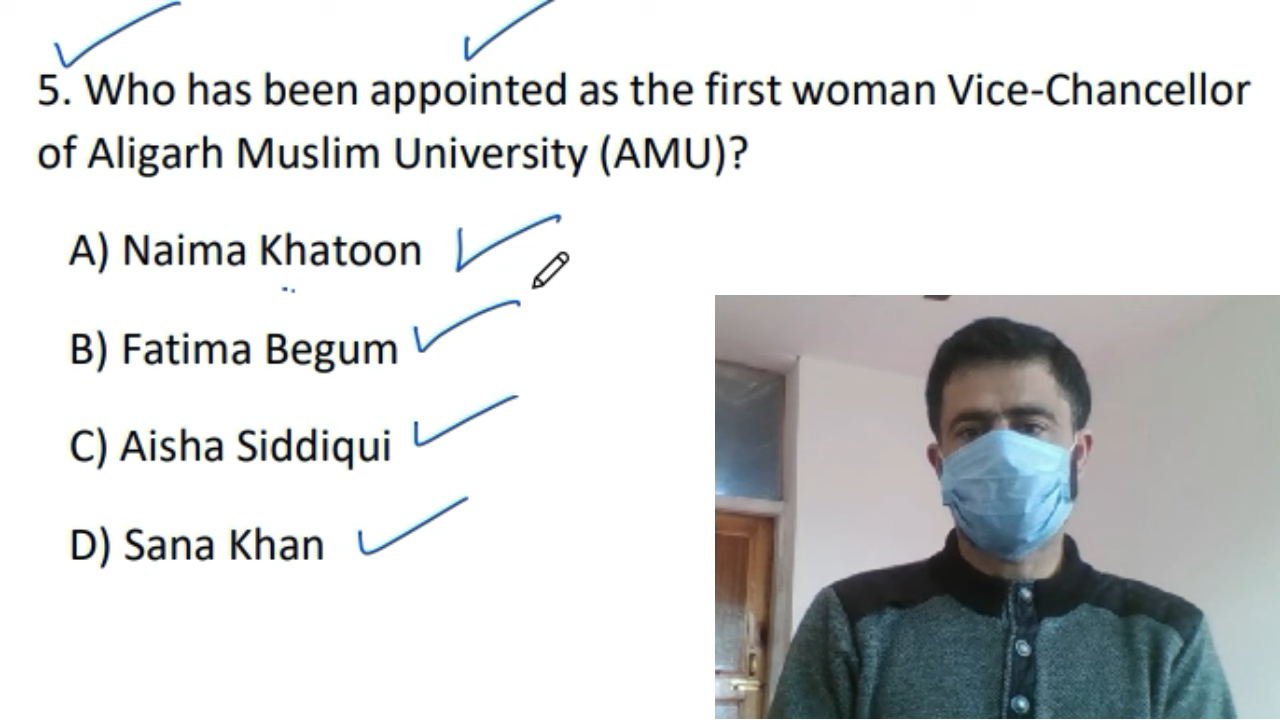 5. Who has been appointed as the first woman Vice-Chancellor
of Aligarh Muslim University (AMU)?
A) Naima Khatoon
B) Fatima Begum
C) Aisha Siddiqui
D) Sana Khan